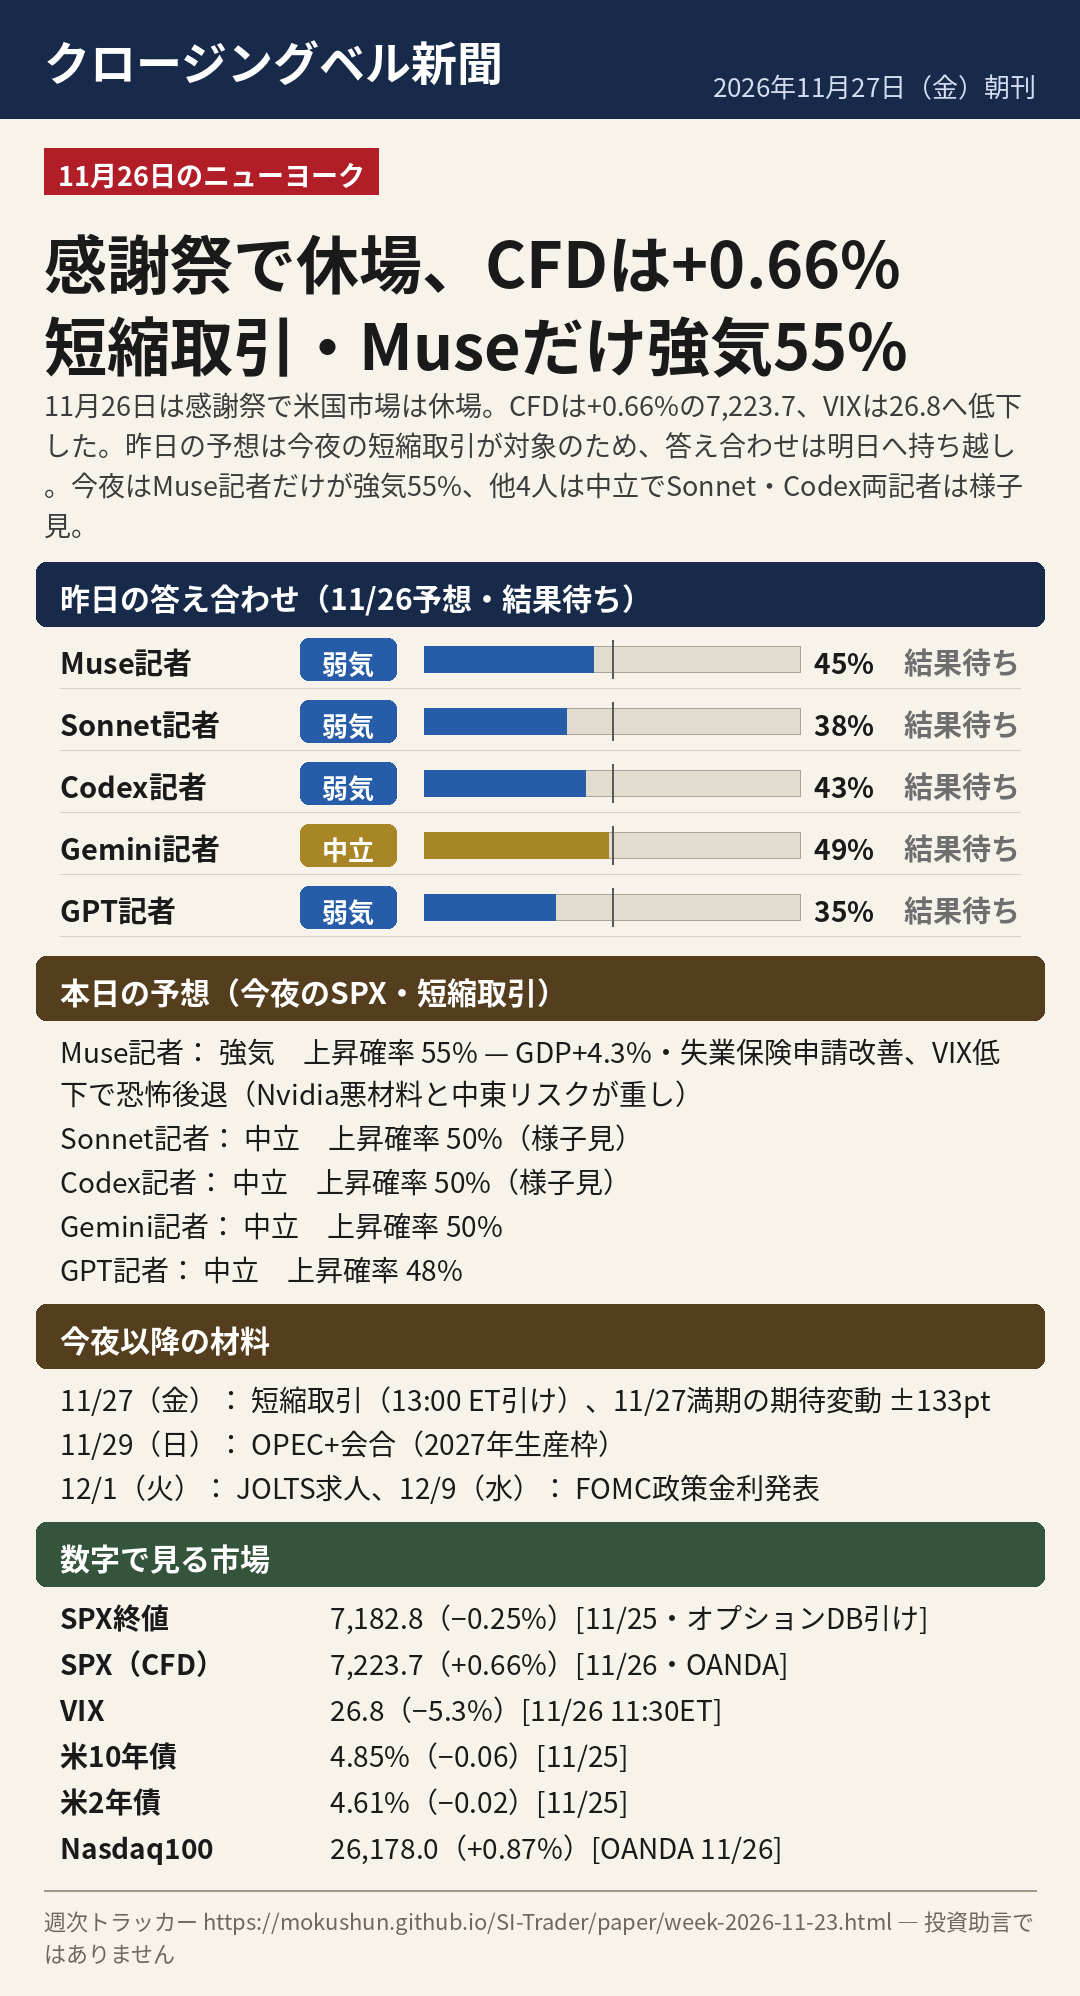 クロージングベル新聞
2026年11月27日（金）朝刊
11月26日のニューヨーク
感謝祭で休場、CFDは+0.66%
短縮取引・Museだけ強気55%
11月26日は感謝祭で米国市場は休場。CFDは+0.66%の7,223.7、VIXは26.8へ低下
した。昨日の予想は今夜の短縮取引が対象のため、答え合わせは明日へ持ち越し
。今夜はMuse記者だけが強気55%、他4人は中立でSonnet・Codex両記者は様子
見。
昨日の答え合わせ（11/26予想・結果待ち）
Muse記者 弱気 45% 結果待ち
Sonnet記者 弱気 38% 結果待ち
Codex記者 弱気 43% 結果待ち
Gemini記者 中立 49% 結果待ち
GPT記者 弱気 35% 結果待ち
本日の予想（今夜のSPX・短縮取引）
Muse記者： 強気　上昇確率 55% — GDP+4.3%・失業保険申請改善、VIX低
下で恐怖後退（Nvidia悪材料と中東リスクが重し）
Sonnet記者： 中立　上昇確率 50%（様子見）
Codex記者： 中立　上昇確率 50%（様子見）
Gemini記者： 中立　上昇確率 50%
GPT記者： 中立　上昇確率 48%
今夜以降の材料
11/27（金）： 短縮取引（13:00 ET引け）、11/27満期の期待変動 ±133pt
11/29（日）： OPEC+会合（2027年生産枠）
12/1（火）： JOLTS求人、12/9（水）： FOMC政策金利発表
数字で見る市場
SPX終値 7,182.8（−0.25%）[11/25・オプションDB引け]
SPX（CFD） 7,223.7（+0.66%）[11/26・OANDA]
VIX 26.8（−5.3%）[11/26 11:30ET]
米10年債 4.85%（−0.06）[11/25]
米2年債 4.61%（−0.02）[11/25]
Nasdaq100 26,178.0（+0.87%）[OANDA 11/26]
週次トラッカー https://mokushun.github.io/SI-Trader/paper/week-2026-11-23.html — 投資助言で
はありません